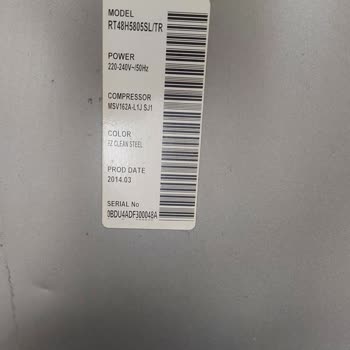 MODEL
RT48H5805SL/TR
POWER
220-240V~/50Hz
COMPRESSOR
MSV162A-L1J SJ1
COLOR
EZ CLEAN STEEL
PROD DATE
2014.03
SERIAL No
0BDU4ADF300048A